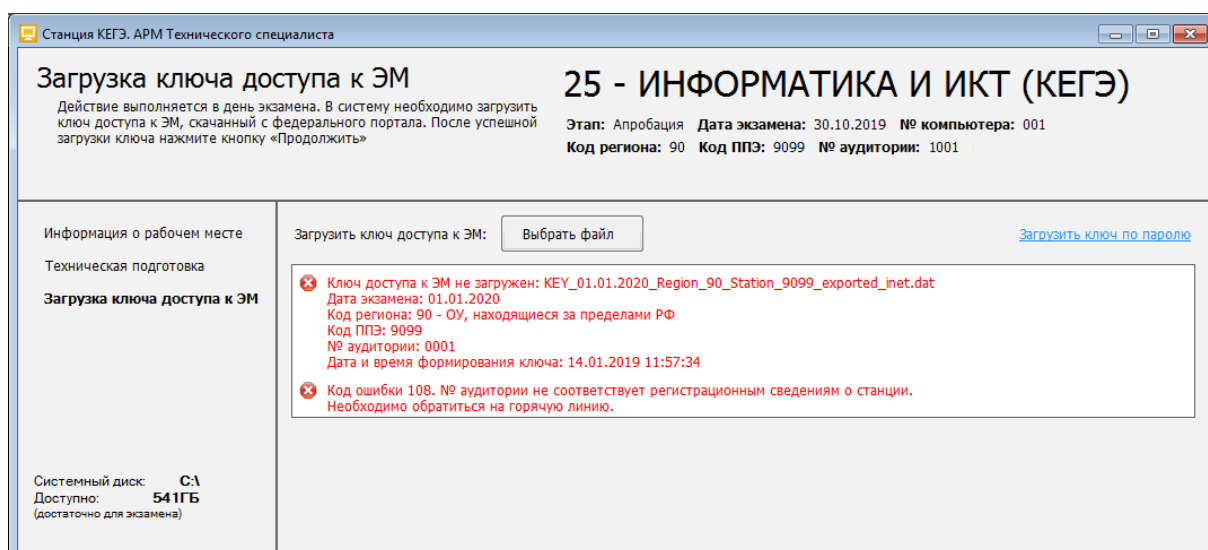 Станция КЕГЭ. АРМ Технического специалиста
Загрузка ключа доступа к ЭМ
Действие выполняется в день экзамена. В систему необходимо загрузить
ключ доступа к ЭМ, скачанный с федерального портала. После успешной
загрузки ключа нажмите кнопку «Продолжить»
25 - ИНФОРМАТИКА И ИКТ (КЕГЭ)
Этап: Апробация Дата экзамена: 30.10.2019 № компьютера: 001
Код региона: 90 Код ППЭ: 9099 № аудитории: 1001
Информация о рабочем месте
Техническая подготовка
Загрузка ключа доступа к ЭМ
Системный диск: C:\
Доступно: 541ГБ
(достаточно для экзамена)
Загрузить ключ доступа к ЭМ: Выбрать файл Загрузить ключ по паролю
Ключ доступа к ЭМ не загружен: KEY_01.01.2020_Region_90_Station_9099_exported_inet.dat
Дата экзамена: 01.01.2020
Код региона: 90 - ОУ, находящиеся за пределами РФ
Код ППЭ: 9099
№ аудитории: 0001
Дата и время формирования ключа: 14.01.2019 11:57:34
Код ошибки 108. № аудитории не соответствует регистрационным сведениям о станции.
Необходимо обратиться на горячую линию.